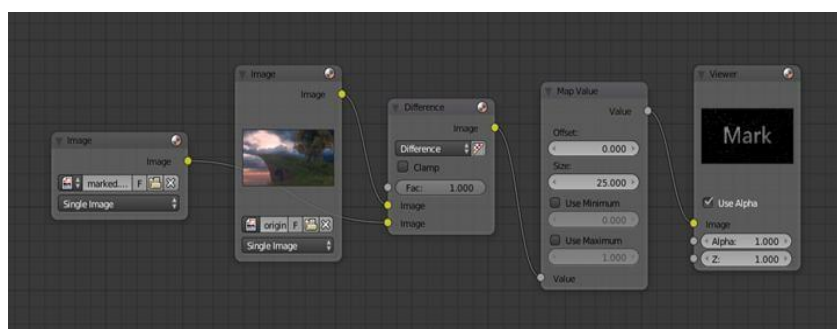 Image
Image
marked.... F
Single Image
Image
Image
origin F
Single Image
Difference
Image
Difference
Clamp
Fac: 1.000
Image
Image
Map Value
Value
Offset:
0.000
Size:
25.000
Use Minimum
0.000
Use Maximum
1.000
Value
Viewer
Mark
Use Alpha
Image
Alpha: 1.000
Z: 1.000